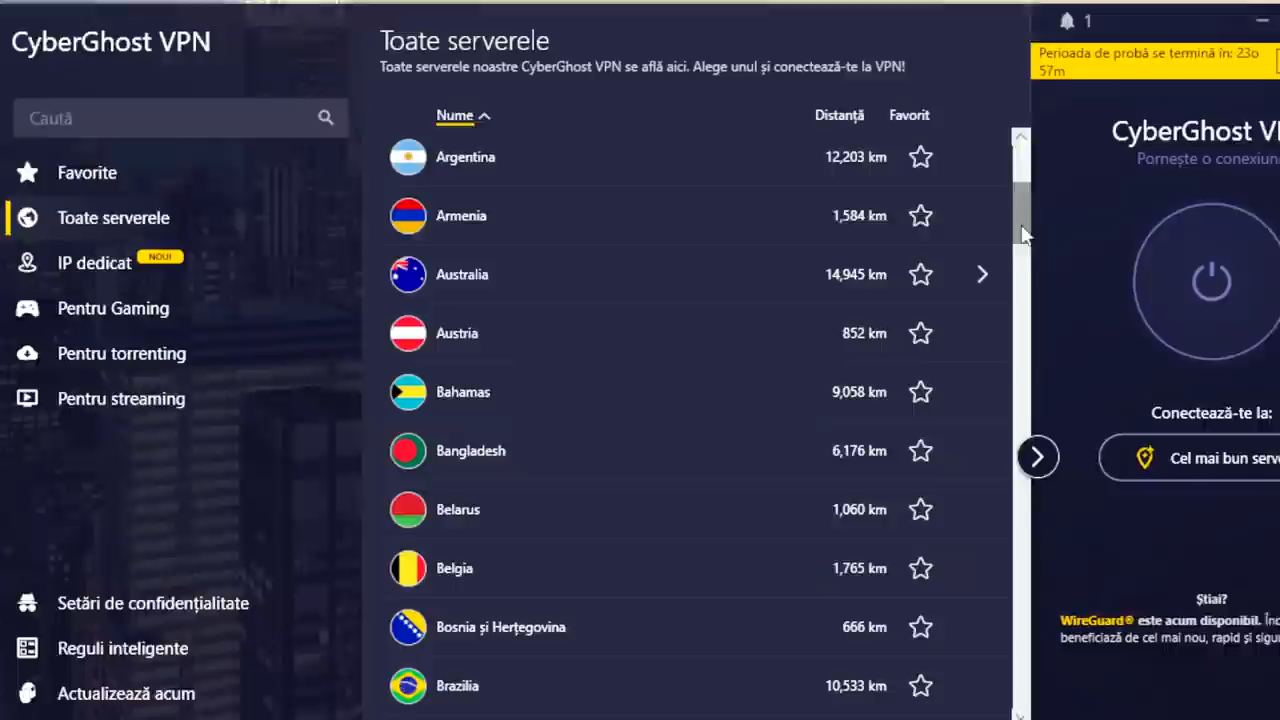 CyberGhost VPN
Caută
Favorite
Toate serverele
IP dedicat
NOU!
Pentru Gaming
Pentru torrenting
Pentru streaming
Setări de confidențialitate
Reguli inteligente
Actualizează acum
Toate serverele
Toate serverele noastre CyberGhost VPN se află aici. Alege unul și conectează-te la VPN!
Nume Distanță Favorit
Argentina 12,203 km
Armenia 1,584 km
Australia 14,945 km
Austria 852 km
Bahamas 9,058 km
Bangladesh 6,176 km
Belarus 1,060 km
Belgia 1,765 km
Bosnia și Herțegovina 666 km
Brazilia 10,533 km
1
Perioada de probă se termină în: 23o
57m
CyberGhost
Pornește o
Conectează-te la:
Cel mai bun
Știai?
WireGuard® este acum disponibil.
beneficiază de cel mai nou, rapid și